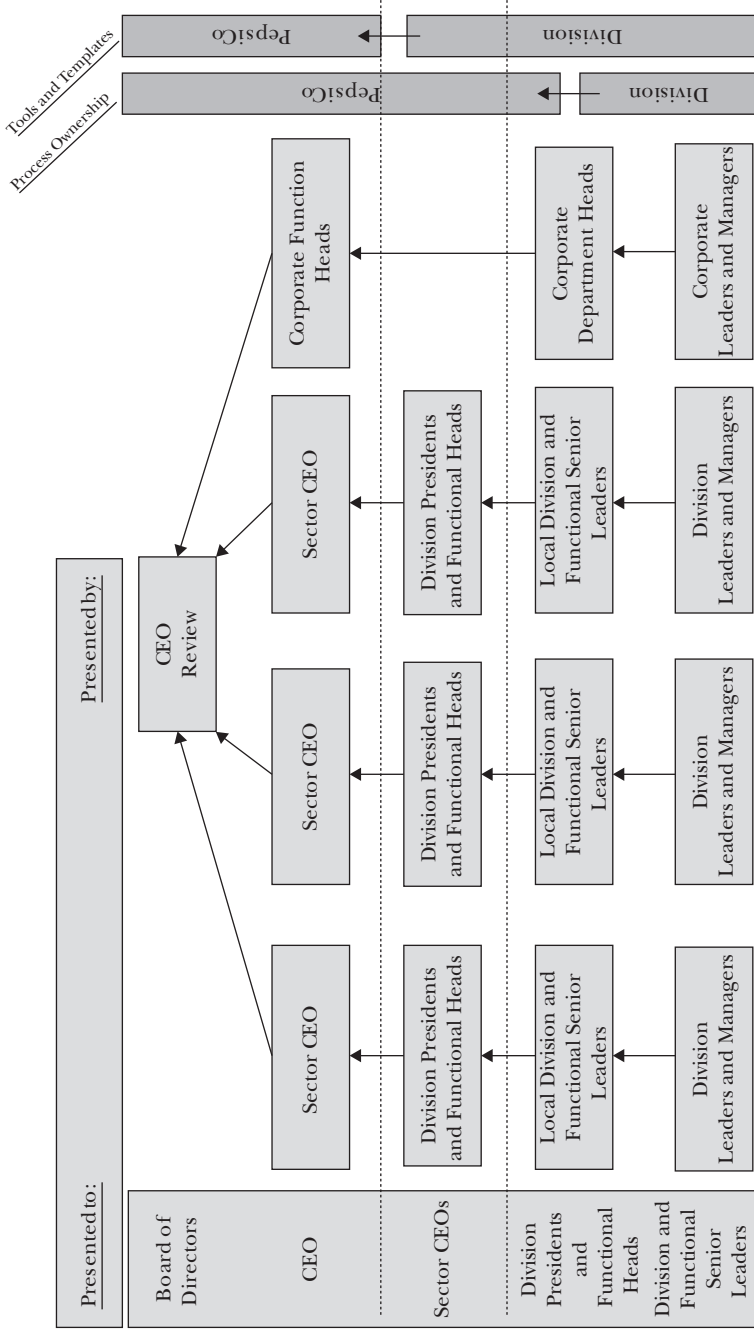 Presented to:
Presented by:
Tools and Templates
Process Ownership
Board of
Directors
CEO
Review
PepsiCo
PepsiCo
CEO
Sector CEO
Sector CEO
Sector CEO
Corporate Function
Heads
Sector CEOs
Division Presidents
and Functional Heads
Division Presidents
and Functional Heads
Division Presidents
and Functional Heads
Division
Presidents
and
Functional
Heads
Local Division and
Functional Senior
Leaders
Local Division and
Functional Senior
Leaders
Local Division and
Functional Senior
Leaders
Corporate
Department Heads
Division
Division
Division and
Functional
Senior
Leaders
Division
Leaders and Managers
Division
Leaders and Managers
Division
Leaders and Managers
Corporate
Leaders and Managers